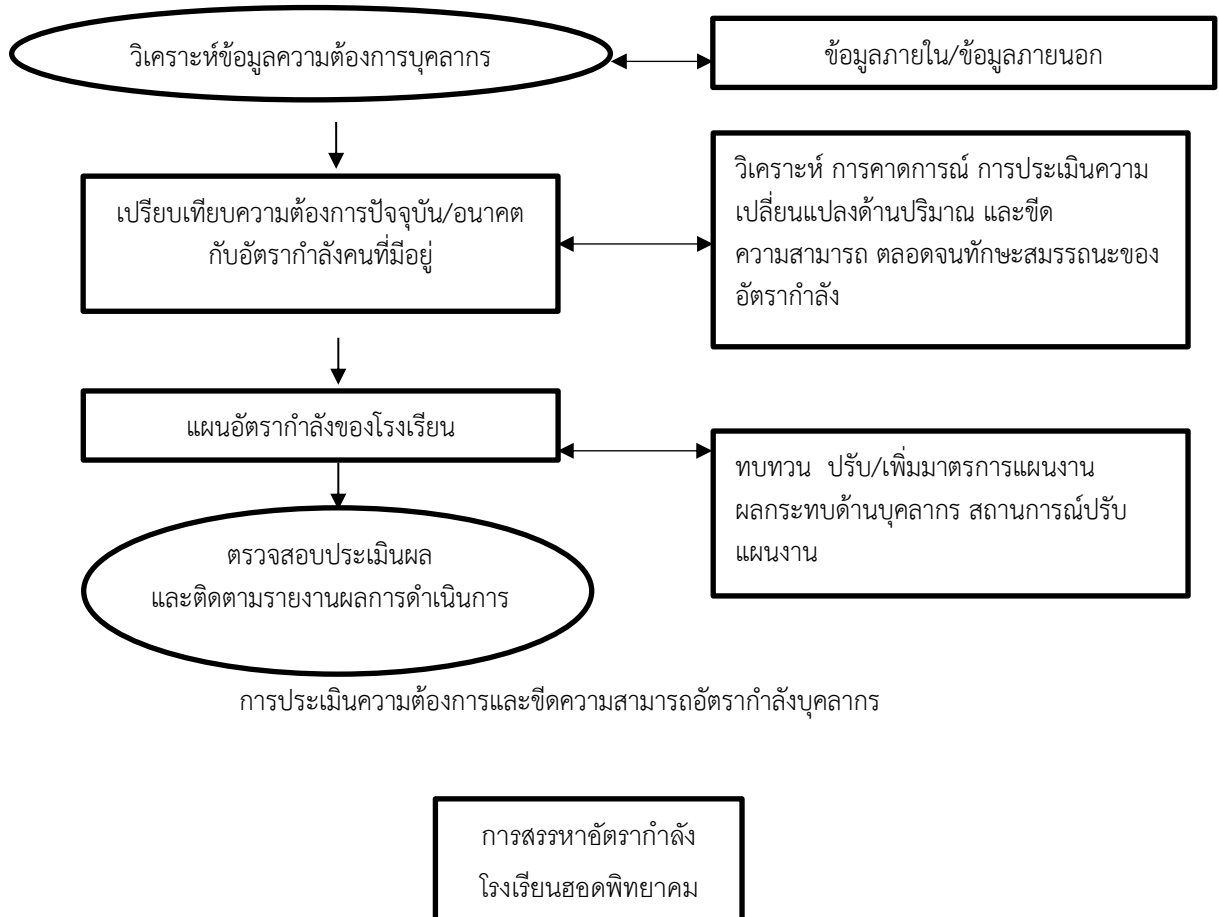 วิเคราะห์ข้อมูลความต้องการบุคลากร
ข้อมูลภายใน/ข้อมูลภายนอก
เปรียบเทียบความต้องการปัจจุบัน/อนาคต
กับอัตรากำลังคนที่มีอยู่
วิเคราะห์ การคาดการณ์ การประเมินความ
เปลี่ยนแปลงด้านปริมาณ และขีด
ความสามารถ ตลอดจนทักษะสมรรถนะของ
อัตรากำลัง
แผนอัตรากำลังของโรงเรียน
ทบทวน ปรับ/เพิ่มมาตรการแผนงาน
ผลกระทบด้านบุคลากร สถานการณ์ปรับ
แผนงาน
ตรวจสอบประเมินผล
และติดตามรายงานผลการดำเนินการ
การประเมินความต้องการและขีดความสามารถอัตรากำลังบุคลากร
การสรรหาอัตรากำลัง
โรงเรียนฮอดพิทยาคม